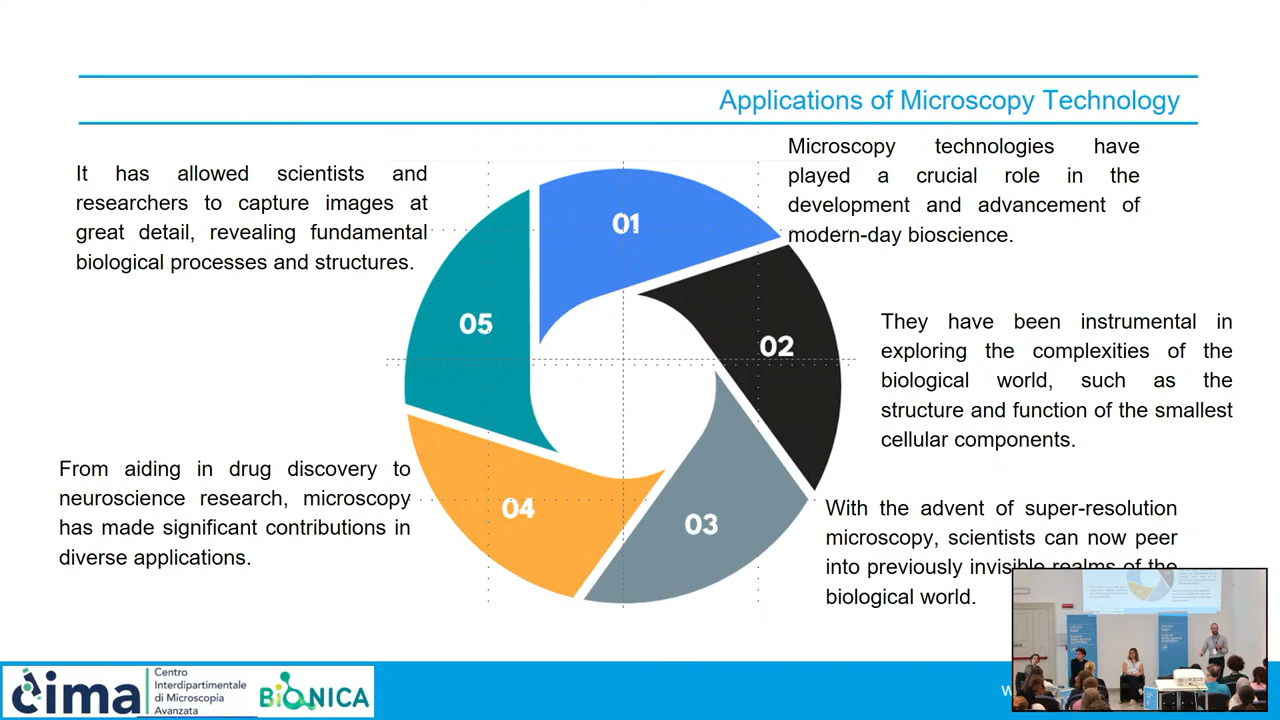 Applications of Microscopy Technology
01
Microscopy technologies have
played a crucial role in the
development and advancement of
modern-day bioscience.
02
They have been instrumental in
exploring the complexities of the
biological world, such as the
structure and function of the smallest
cellular components.
03
With the advent of super-resolution
microscopy, scientists can now peer
into previously invisible realms of the
biological world.
04
From aiding in drug discovery to
neuroscience research, microscopy
has made significant contributions in
diverse applications.
05
It has allowed scientists and
researchers to capture images at
great detail, revealing fundamental
biological processes and structures.
cima
Centro
Interdipartimentale
di Microscopia
Avanzata
BIONICA